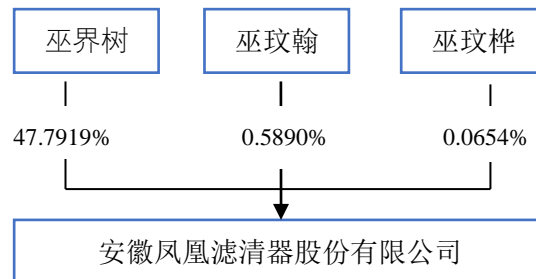 巫界树
巫玟翰
巫玟桦
47.7919%
0.5890%
0.0654%
安徽凤凰滤清器股份有限公司